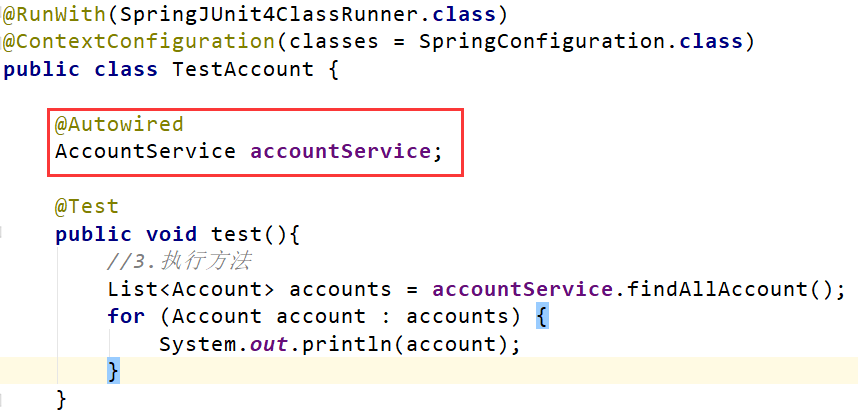 @RunWith(SpringJUnit4ClassRunner.class)
@ContextConfiguration(classes = SpringConfiguration.class)
public class TestAccount {
@Autowired
AccountService accountService;
@Test
public void test(){
//3.执行方法
List<Account> accounts = accountService.findAllAccount();
for (Account account : accounts) {
System.out.println(account);
}
}